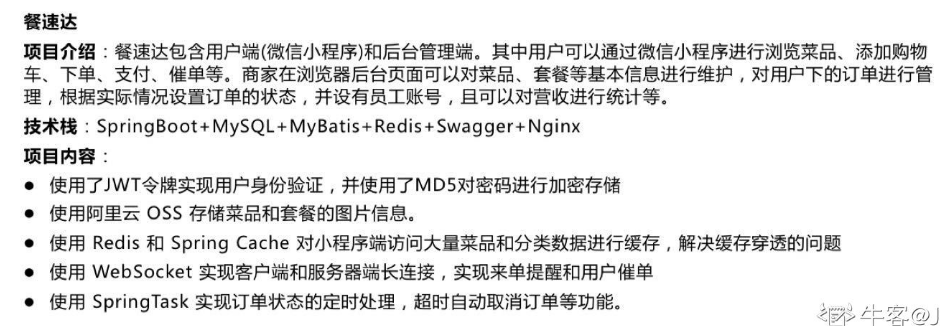 餐速达
项目介绍：餐速达包含用户端(微信小程序)和后台管理端。其中用户可以通过微信小程序进行浏览菜品、添加购物
车、下单、支付、催单等。商家在浏览器后台页面可以对菜品、套餐等基本信息进行维护，对用户下的订单进行管
理，根据实际情况设置订单的状态，并设有员工账号，且可以对营收进行统计等。
技术栈：SpringBoot+MySQL+MyBatis+Redis+Swagger+Nginx
项目内容：
● 使用了JWT令牌实现用户身份验证，并使用了MD5对密码进行加密存储
● 使用阿里云 OSS 存储菜品和套餐的图片信息。
● 使用 Redis 和 Spring Cache 对小程序端访问大量菜品和分类数据进行缓存，解决缓存穿透的问题
● 使用 WebSocket 实现客户端和服务器端长连接，实现来单提醒和用户催单
● 使用 SpringTask 实现订单状态的定时处理，超时自动取消订单等功能。
牛客@J